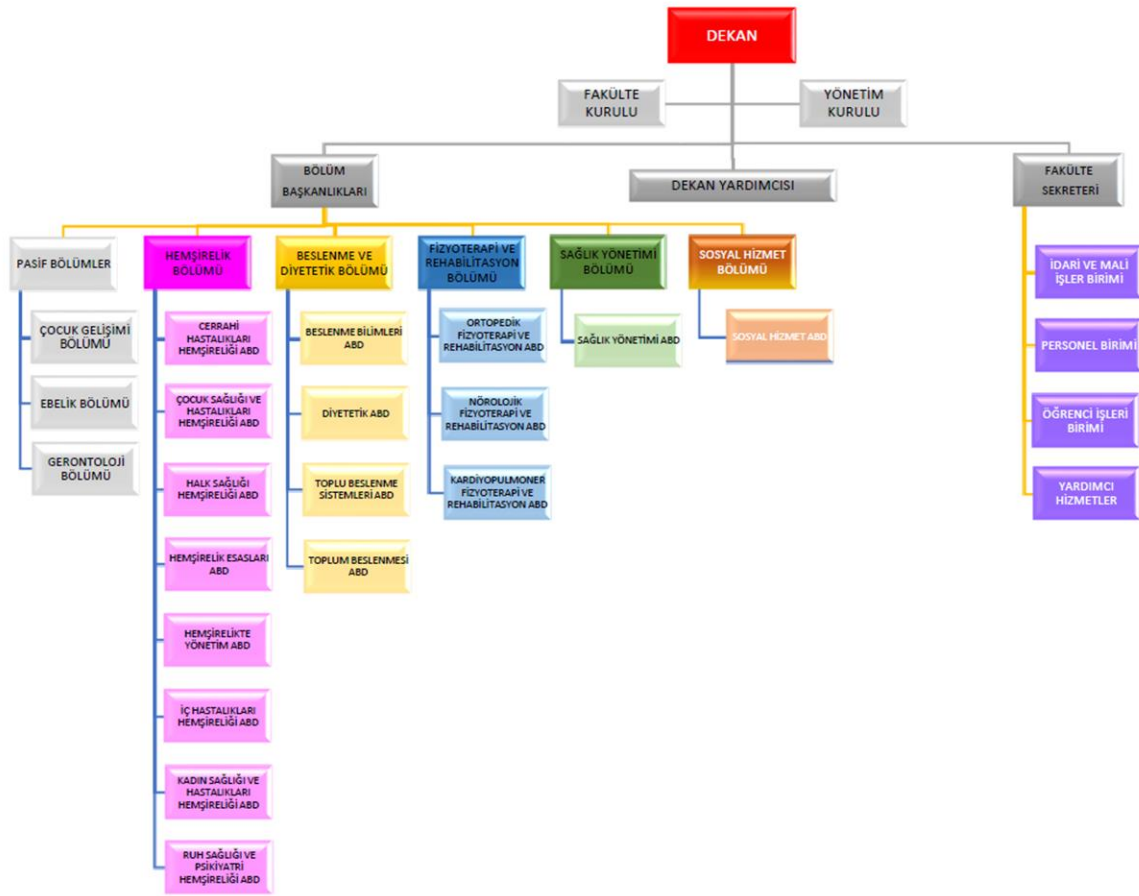 DEKAN
FAKÜLTE
KURULU
YÖNETİM
KURULU
BÖLÜM
BAŞKANLIKLARI
DEKAN YARDIMCISI
FAKÜLTE
SEKRETERİ
PASİF BÖLÜMLER
ÇOCUK GELİŞİMİ
BÖLÜMÜ
EBELİK BÖLÜMÜ
GERONTOLOJİ
BÖLÜMÜ
HEMŞİRELİK
BÖLÜMÜ
CERRAHİ
HASTALIKLARI
HEMŞİRELİĞİ ABD
ÇOCUK SAĞLIĞI VE
HASTALIKLARI
HEMŞİRELİĞİ ABD
HALK SAĞLIĞI
HEMŞİRELİĞİ ABD
HEMŞİRELİK ESASLARI
ABD
HEMŞİRELİKTE
YÖNETİM ABD
İÇ HASTALIKLARI
HEMŞİRELİĞİ ABD
KADIN SAĞLIĞI VE
HASTALIKLARI
HEMŞİRELİĞİ ABD
RUH SAĞLIĞI VE
PSİKİYATRİ
HEMŞİRELİĞİ ABD
BESLENME VE
DİYETETİK BÖLÜMÜ
BESLENME BİLİMLERİ
ABD
DİYETETİK ABD
TOPLU BESLENME
SİSTEMLERİ ABD
TOPLUM BESLENMESİ
ABD
FİZYOTERAPİ VE
REHABİLİTASYON
BÖLÜMÜ
ORTOPEDİK
FİZYOTERAPİ VE
REHABİLİTASYON ABD
NÖROLOJİK
FİZYOTERAPİ VE
REHABİLİTASYON ABD
KARDİYOPULMONER
FİZYOTERAPİ VE
REHABİLİTASYON ABD
SAĞLIK YÖNETİMİ
BÖLÜMÜ
SAĞLIK YÖNETİMİ ABD
SOSYAL HİZMET
BÖLÜMÜ
SOSYAL HİZMET ABD
İDARİ VE MALİ
İŞLER BİRİMİ
PERSONEL BİRİMİ
ÖĞRENCİ İŞLERİ
BİRİMİ
YARDIMCI
HİZMETLER